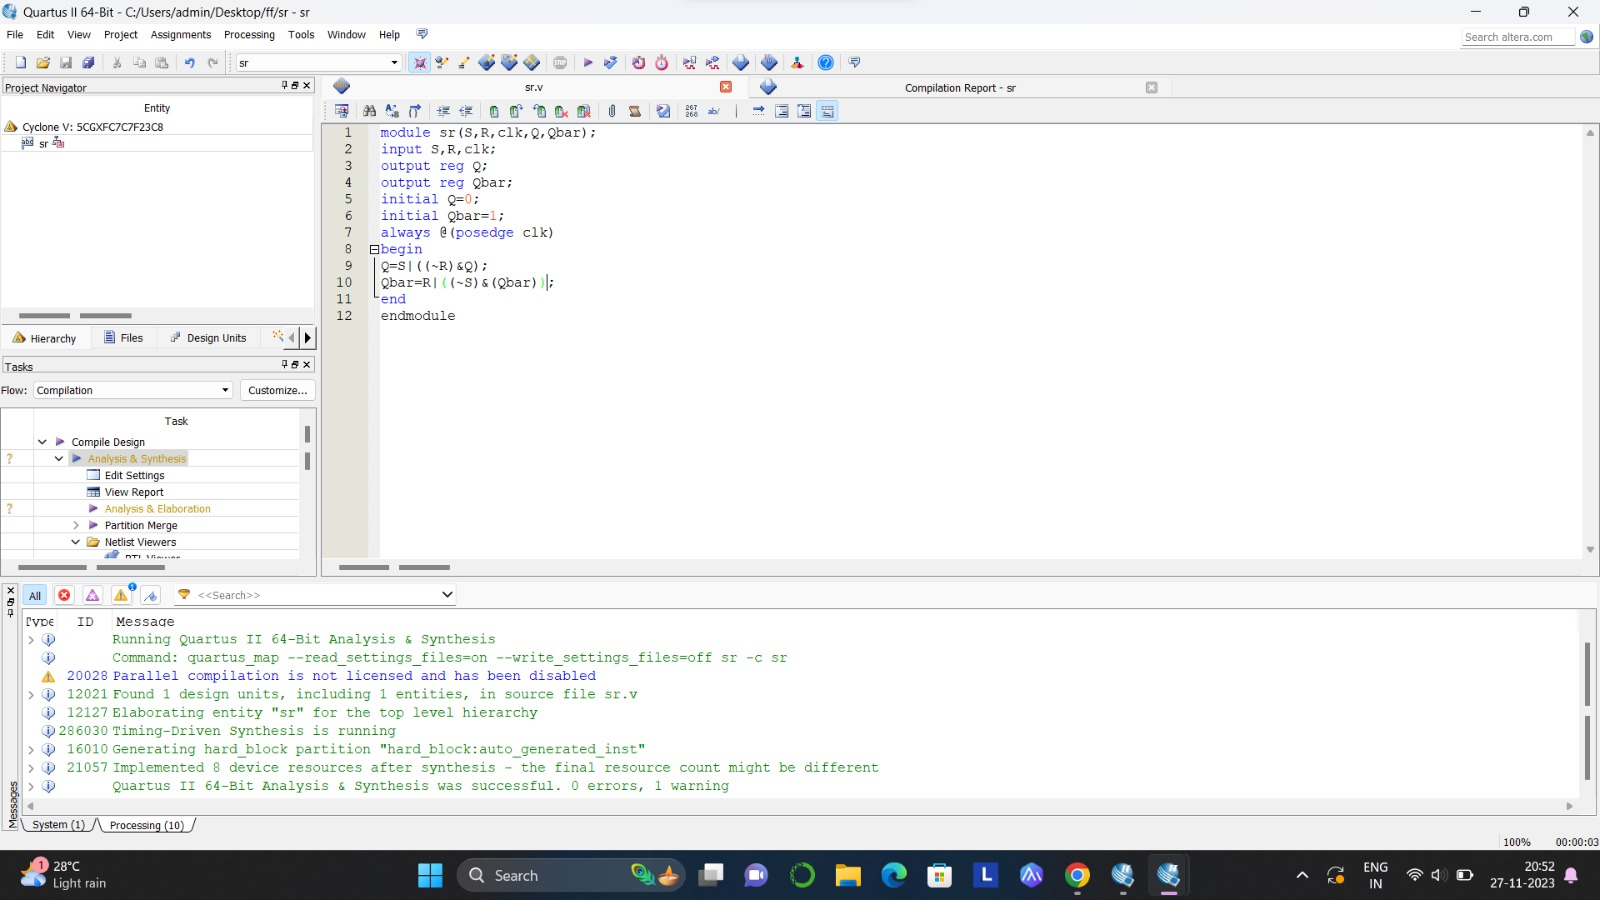 Quartus II 64-Bit - C:/Users/admin/Desktop/ff/sr - sr
File Edit View Project Assignments Processing Tools Window Help
Search altera.com
sr
Project Navigator
Entity
Cyclone V: 5CGXFC7C7F23C8
sr
Hierarchy Files Design Units
Tasks
Flow: Compilation Customize...
Task
Compile Design
? Analysis & Synthesis
Edit Settings
View Report
? Analysis & Elaboration
Partition Merge
Netlist Viewers
RTL Viewer
sr.v Compilation Report - sr
267
268
ab/
1 module sr(S,R,clk,Q,Qbar);
2 input S,R,clk;
3 output reg Q;
4 output reg Qbar;
5 initial Q=0;
6 initial Qbar=1;
7 always @(posedge clk)
8 begin
9 Q=S|((~R)&Q);
10 Qbar=R|((~S)&(Qbar));
11 end
12 endmodule
All
1
<<Search>>
Type ID Message
Running Quartus II 64-Bit Analysis & Synthesis
Command: quartus_map --read_settings_files=on --write_settings_files=off sr -c sr
20028 Parallel compilation is not licensed and has been disabled
12021 Found 1 design units, including 1 entities, in source file sr.v
12127 Elaborating entity "sr" for the top level hierarchy
286030 Timing-Driven Synthesis is running
16010 Generating hard_block partition "hard_block:auto_generated_inst"
21057 Implemented 8 device resources after synthesis - the final resource count might be different
Quartus II 64-Bit Analysis & Synthesis was successful. 0 errors, 1 warning
Messages
System (1) Processing (10)
100% 00:00:03
1
28°C
Light rain
Search
L
ENG
IN
20:52
27-11-2023